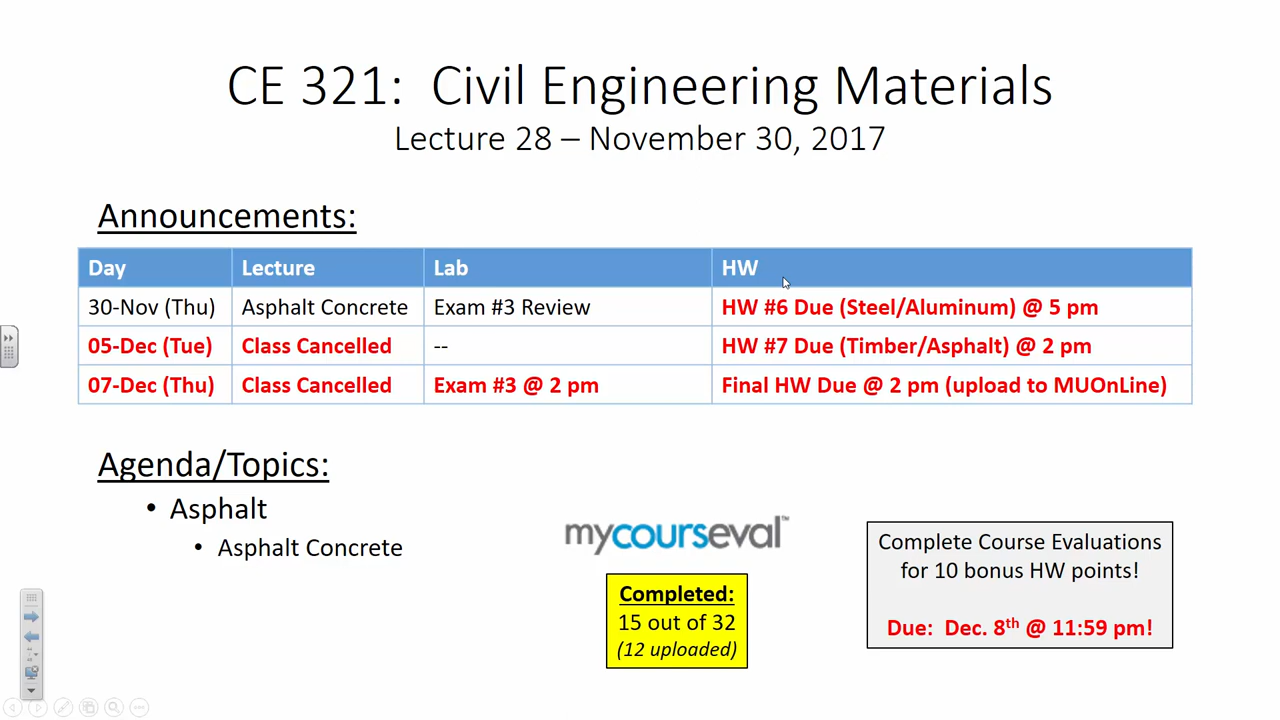 CE 321: Civil Engineering Materials
Lecture 28 – November 30, 2017
Announcements:
Day Lecture Lab HW
30-Nov (Thu) Asphalt Concrete Exam #3 Review HW #6 Due (Steel/Aluminum) @ 5 pm
05-Dec (Tue) Class Cancelled -- HW #7 Due (Timber/Asphalt) @ 2 pm
07-Dec (Thu) Class Cancelled Exam #3 @ 2 pm Final HW Due @ 2 pm (upload to MUOnLine)
Agenda/Topics:
• Asphalt
• Asphalt Concrete
mycourseval™
Completed:
15 out of 32
(12 uploaded)
Complete Course Evaluations
for 10 bonus HW points!
Due: Dec. 8th @ 11:59 pm!